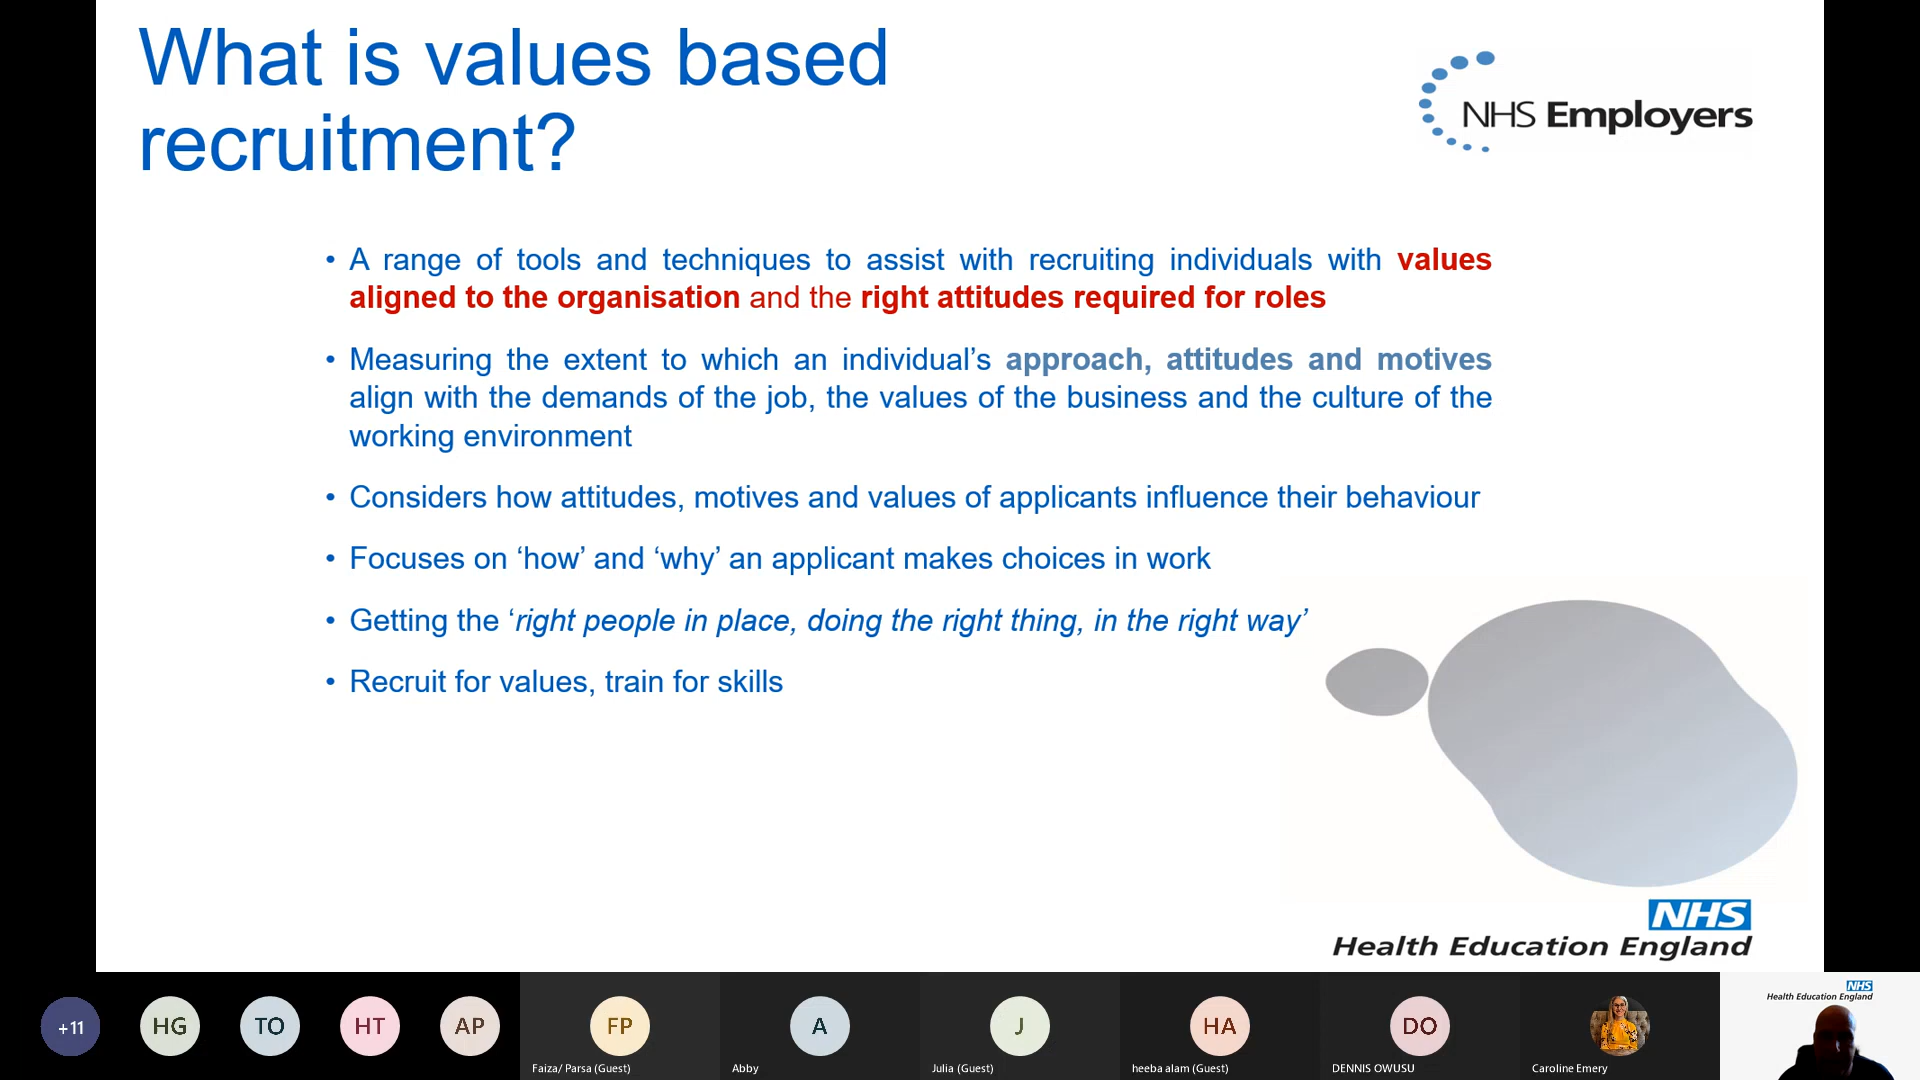 What is values based
recruitment?
NHS Employers
• A range of tools and techniques to assist with recruiting individuals with values
aligned to the organisation and the right attitudes required for roles
• Measuring the extent to which an individual’s approach, attitudes and motives
align with the demands of the job, the values of the business and the culture of the
working environment
• Considers how attitudes, motives and values of applicants influence their behaviour
• Focuses on ‘how’ and ‘why’ an applicant makes choices in work
• Getting the ‘right people in place, doing the right thing, in the right way’
• Recruit for values, train for skills
NHS
Health Education England
+11
HG
TO
HT
AP
FP
Faiza/ Parsa (Guest)
A
Abby
J
Julia (Guest)
HA
heeba alam (Guest)
DO
DENNIS OWUSU
Caroline Emery
NHS
Health Education England